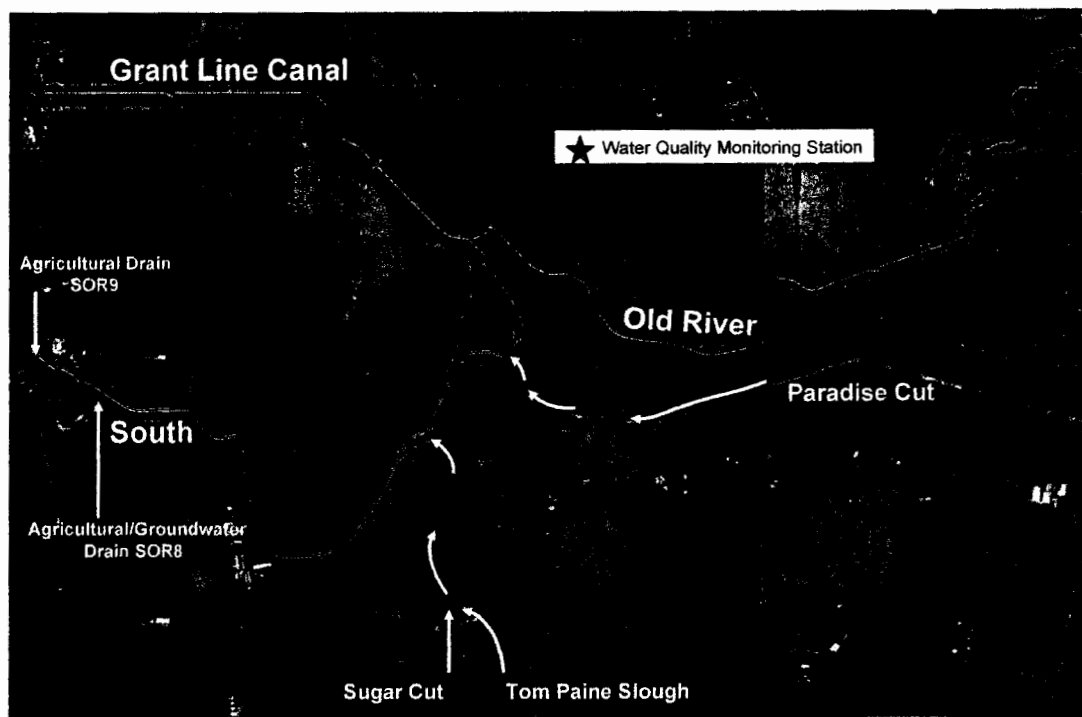 Grant Line Canal
Water Quality Monitoring Station
Agricultural Drain
SOR9
Old River
Paradise Cut
South
Agricultural/Groundwater
Drain SOR8
Sugar Cut
Tom Paine Slough